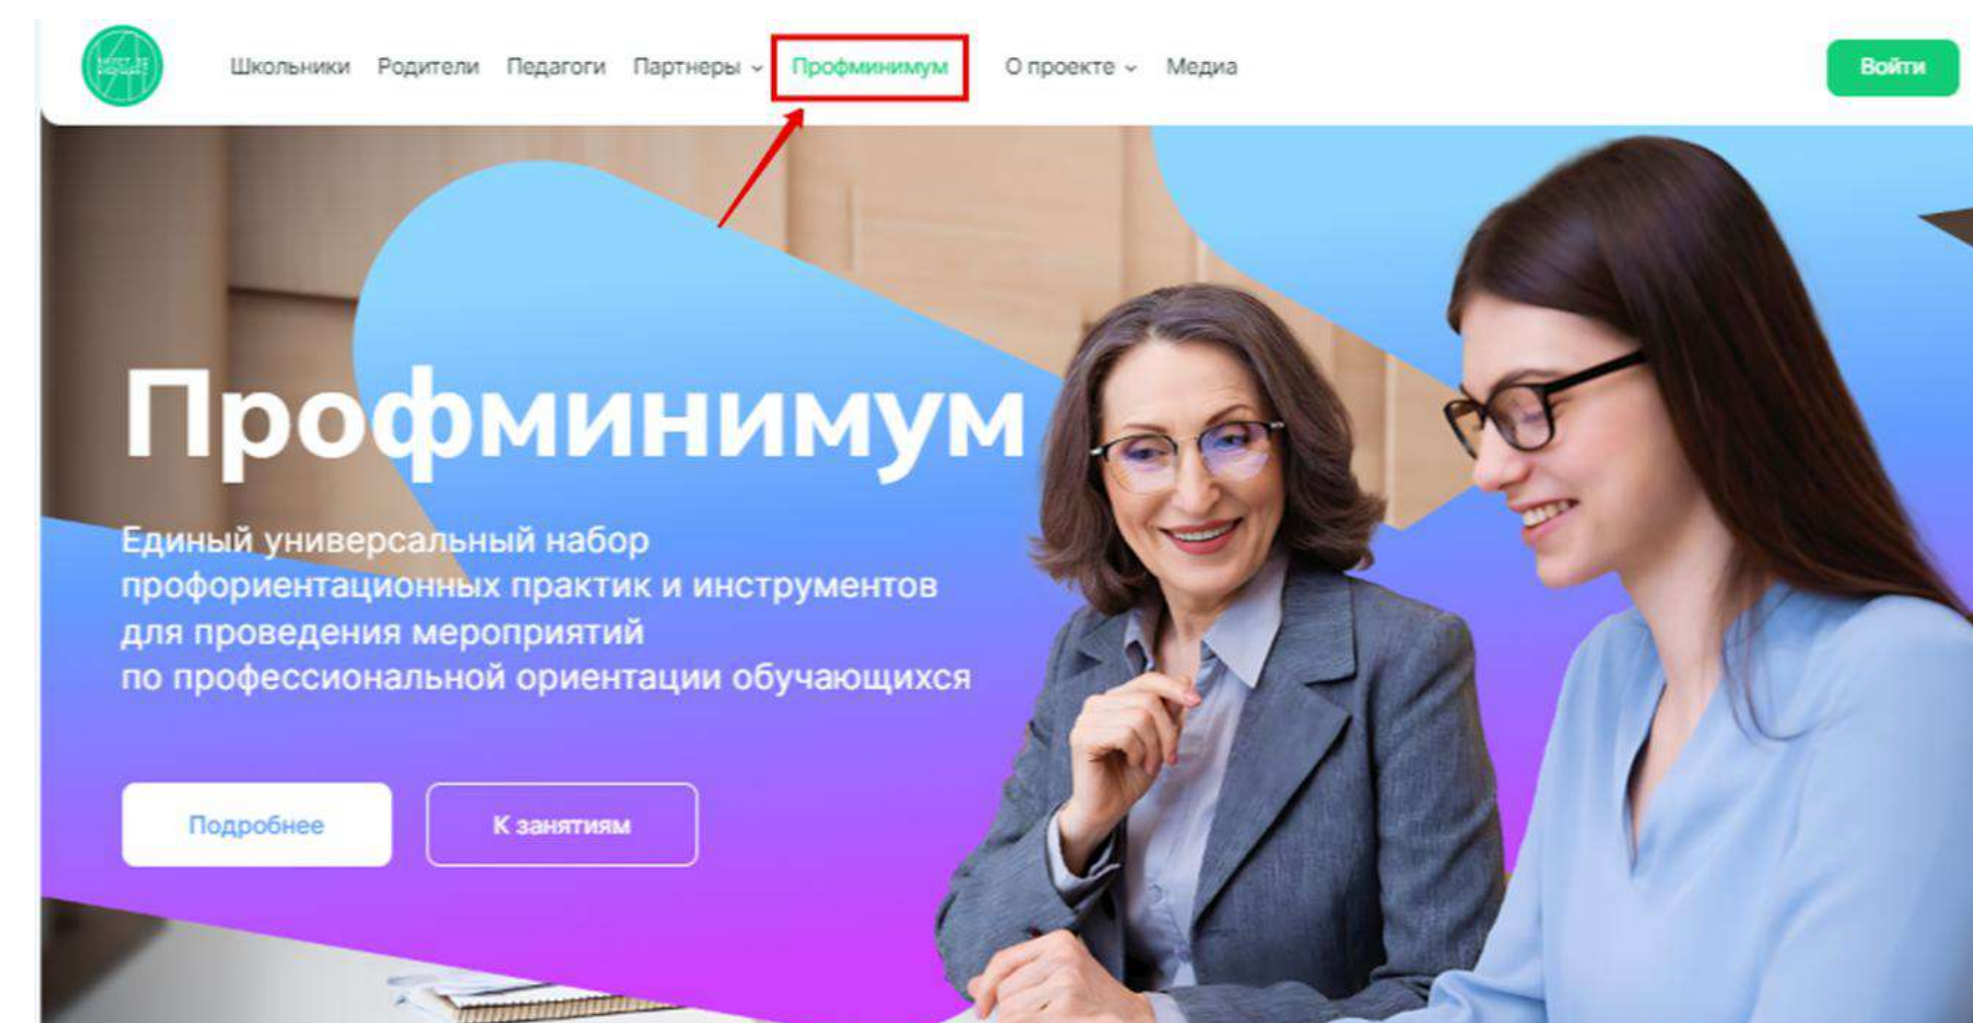 Школьники Родители Педагоги Партнеры Профминимум О проекте Медиа Войти
Профминимум
Единый универсальный набор
профориентационных практик и инструментов
для проведения мероприятий
по профессиональной ориентации обучающихся
Подробнее К занятиям